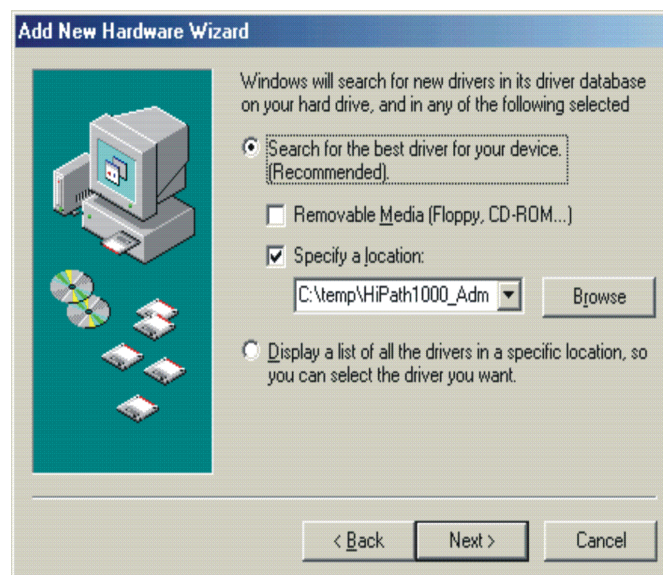 Add New Hardware Wizard
Windows will search for new drivers in its driver database
on your hard drive, and in any of the following selected
Search for the best driver for your device.
(Recommended).
Removable Media (Floppy, CD-ROM...)
Specify a location:
C:\temp\HiPath1000_Adm
Browse
Display a list of all the drivers in a specific location, so
you can select the driver you want.
< Back
Next >
Cancel